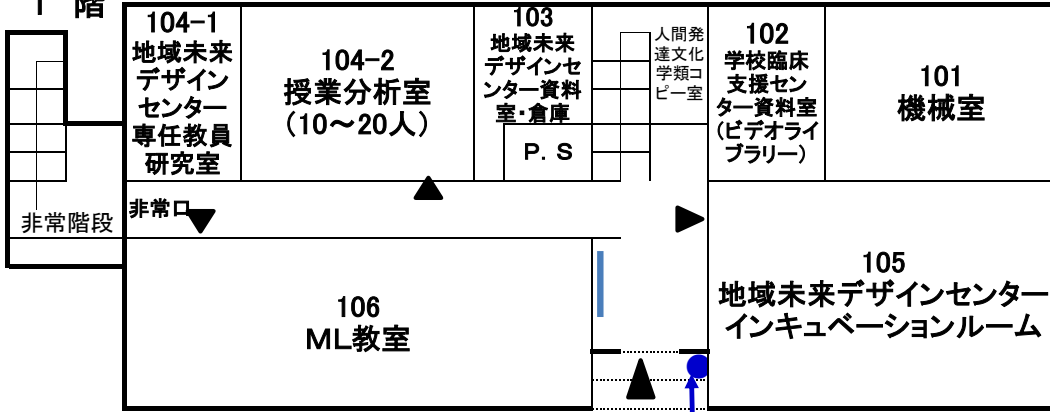 1 階
104-1
地域未来
デザイン
センター
専任教員
研究室
104-2
授業分析室
（10～20人）
103
地域未来
デザインセ
ンター資料
室・倉庫
P. S
人間発
達文化
学類コ
ピー室
102
学校臨床
支援セン
ター資料室
(ビデオライ
ブラリー)
101
機械室
非常階段
非常口
106
ML教室
105
地域未来デザインセンター
インキュベーションルーム